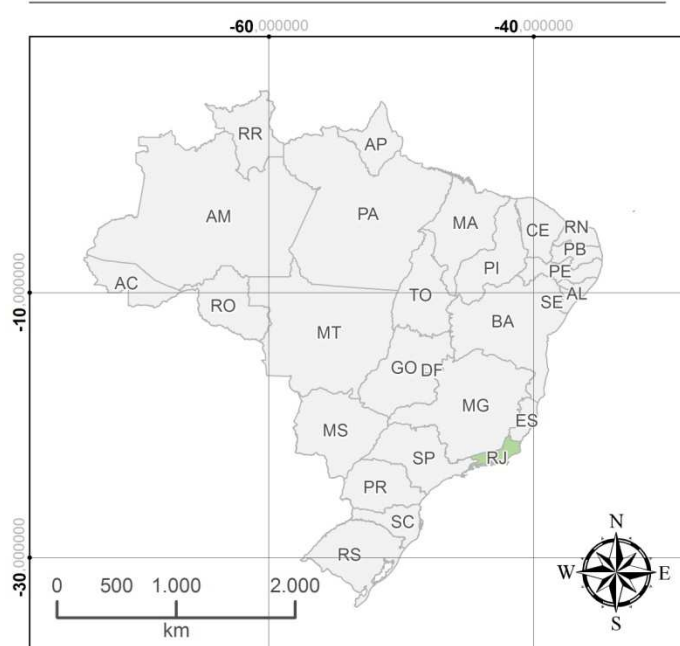 -60,000000 -40,000000
RR
AP
AM
PA
MA
CE
RN
PB
PI
PE
AC
AL
-10,000000
TO
SE
RO
BA
MT
GO DF
MG
ES
MS
SP
RJ
PR
SC
N
RS
-30,000000
W E
0 500 1.000 2.000
S
km